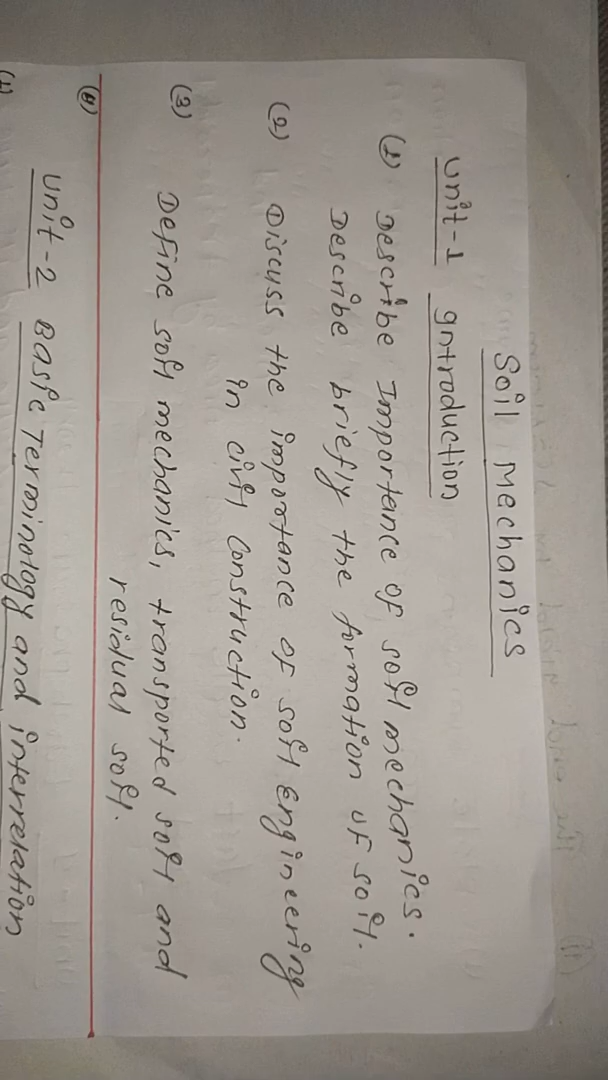 Soil Mechanics
Unit-1 Introduction
(1) Describe Importance of soil mechanics.
Describe briefly the formation of soil.
(2) Discuss the importance of soil Engineering
in civil construction.
(3) Define soil mechanics, transported soil and
residual soil.
Unit-2 Basic Terminology and interrelation
(1)